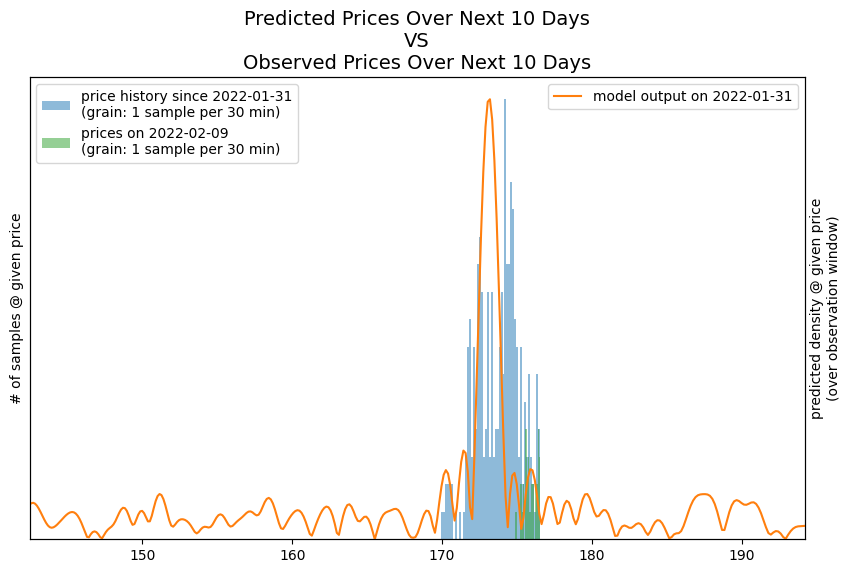 Predicted Prices Over Next 10 Days
VS
Observed Prices Over Next 10 Days
price history since 2022-01-31
(grain: 1 sample per 30 min)
prices on 2022-02-09
(grain: 1 sample per 30 min)
model output on 2022-01-31
# of samples @ given price
predicted density @ given price
(over observation window)
150
160
170
180
190